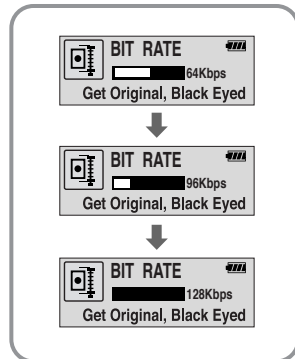 BIT RATE
64Kbps
Get Original, Black Eyed
BIT RATE
96Kbps
Get Original, Black Eyed
BIT RATE
128Kbps
Get Original, Black Eyed